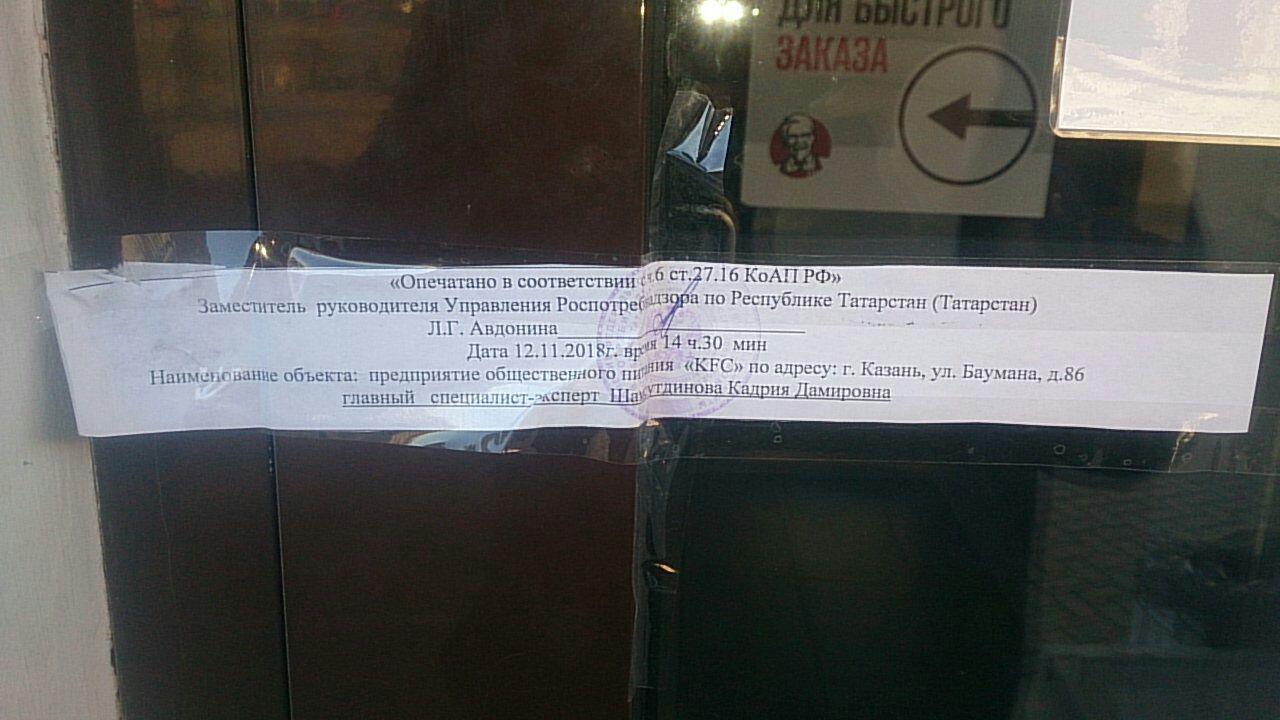 ДЛЯ БЫСТРОГО
ЗАКАЗА
«Опечатано в соответствии с ч.6 ст.27.16 КоАП РФ»
Заместитель руководителя Управления Роспотребнадзора по Республике Татарстан (Татарстан)
Л.Г. Авдонина
Дата 12.11.2018г. время 14 ч.30 мин
Наименование объекта: предприятие общественного питания «KFC» по адресу: г. Казань, ул. Баумана, д.86
главный специалист-эксперт Кадрия Дамировна